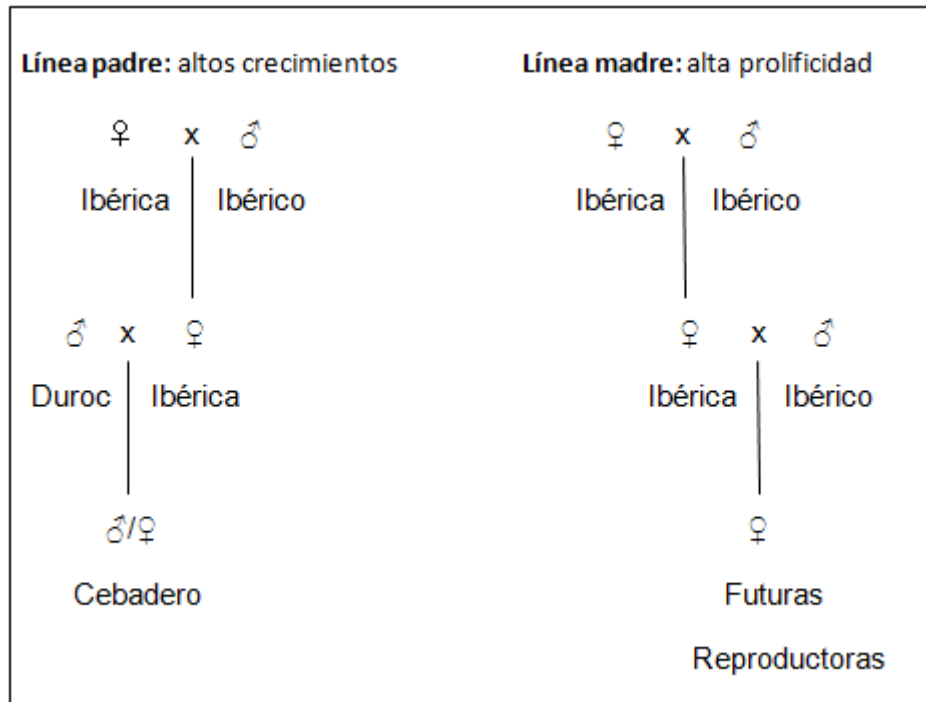 Línea padre: altos crecimientos
♀ x ♂
Ibérica Ibérico
♂ x ♀
Duroc Ibérica
♂/♀
Cebadero
Línea madre: alta prolificidad
♀ x ♂
Ibérica Ibérico
♀ x ♂
Ibérica Ibérico
♀
Futuras
Reproductoras